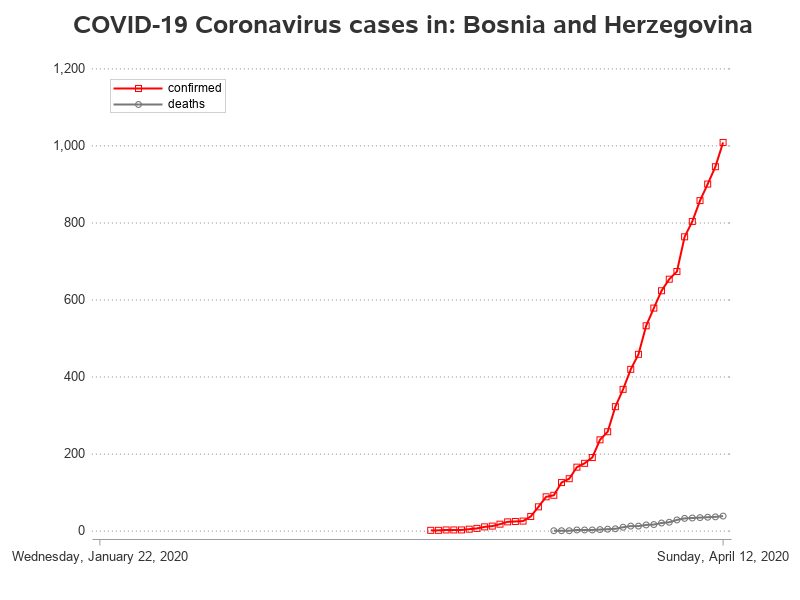 COVID-19 Coronavirus cases in: Bosnia and Herzegovina
1,200
confirmed
deaths
1,000
800
600
400
200
0
Wednesday, January 22, 2020
Sunday, April 12, 2020